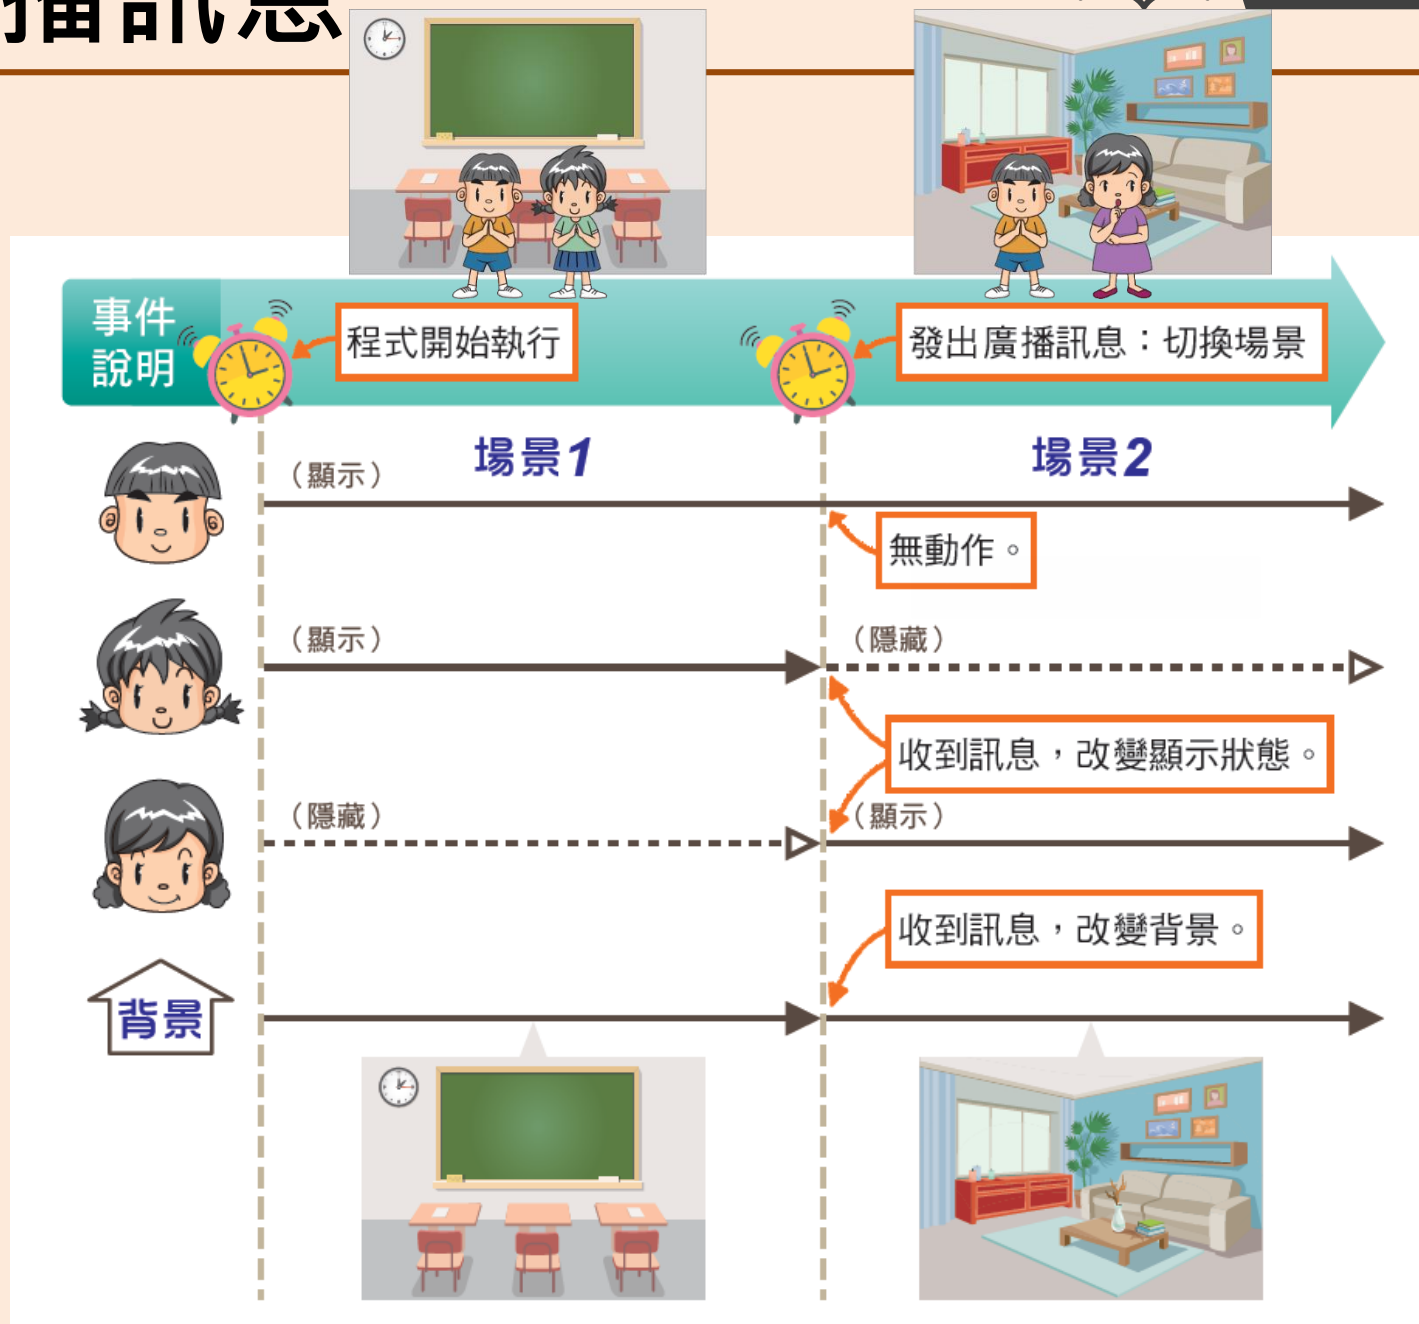 播訊息
事件
說明
程式開始執行
發出廣播訊息：切換場景
場景1
場景2
（顯示）
無動作。
（顯示）
（隱藏）
收到訊息，改變顯示狀態。
（隱藏）
（顯示）
收到訊息，改變背景。
背景